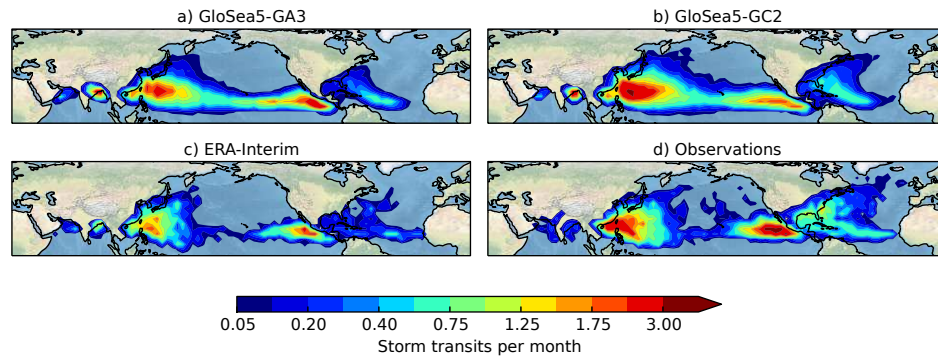 a) GloSea5-GA3
b) GloSea5-GC2
c) ERA-Interim
d) Observations
0.05 0.20 0.40 0.75 1.25 1.75 3.00
Storm transits per month